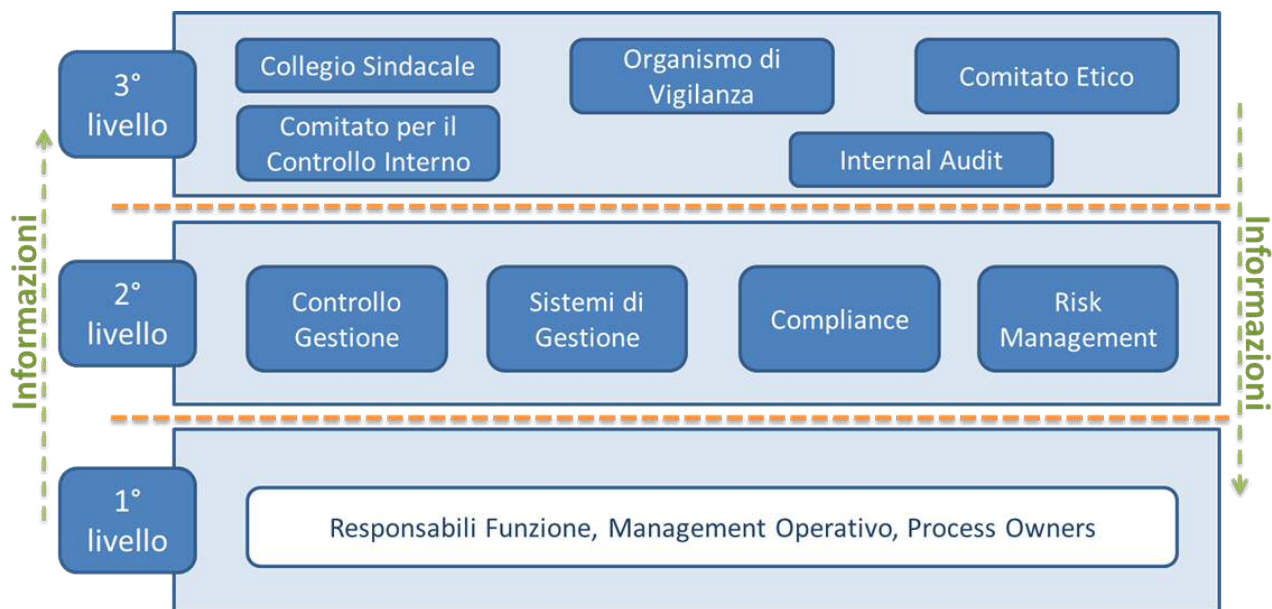 3°
livello
Collegio Sindacale
Comitato per il
Controllo Interno
Organismo di
Vigilanza
Comitato Etico
Internal Audit
Informazioni
2°
livello
Controllo
Gestione
Sistemi di
Gestione
Compliance
Risk
Management
Informazioni
1°
livello
Responsabili Funzione, Management Operativo, Process Owners